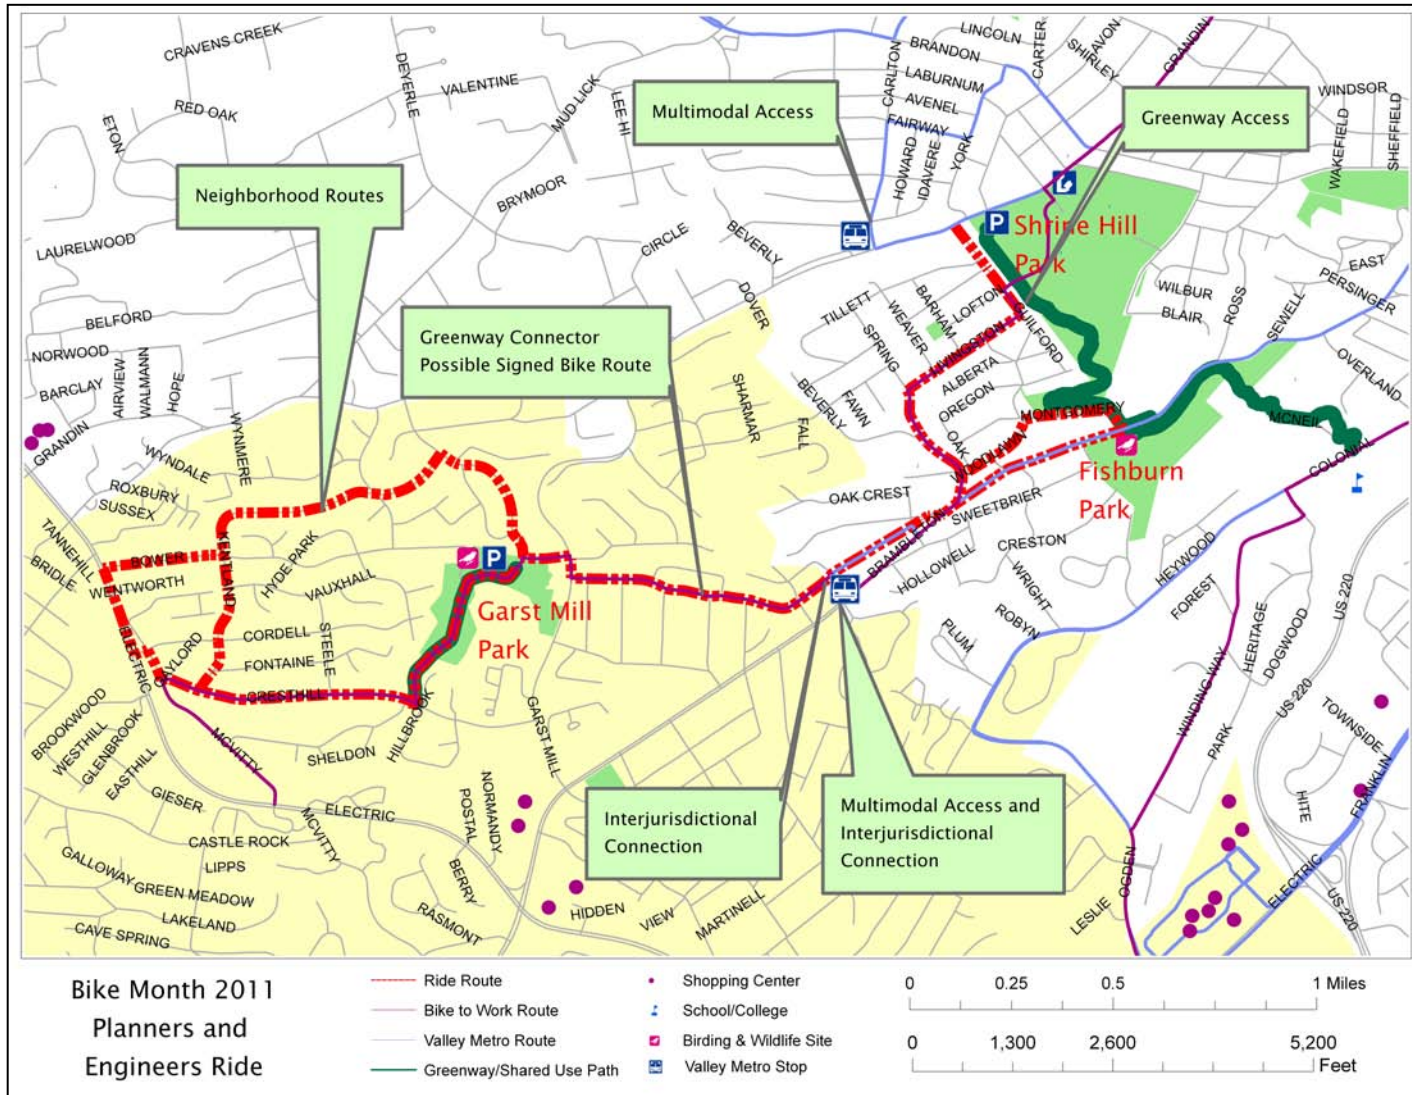 CRAVENS CREEK
RED OAK
ETON
DEYERLE
VALENTINE
MUD LICK
LEE HI
BRYMOOR
CIRCLE
BEVERLY
DOVER
LAURELWOOD
BELFORD
NORWOOD
BARCLAY
AIRVIEW
WALMANN
HOPE
GRANDIN
WYNMERE
WYNDALE
ROXBURY
SUSSEX
Neighborhood Routes
Multimodal Access
Greenway Access
LINCOLN
BRANDON
CARTER
AVON
SHIRLEY
GRANDIN
CARLTON
LABURNUM
AVENEL
FAIRWAY
HOWARD
IDAVERE
YORK
WINDSOR
WAKEFIELD
SHEFFIELD
P
Shrine Hill
Park
EAST
PERSINGER
WILBUR
BLAIR
ROSS
SEWELL
OVERLAND
Greenway Connector
Possible Signed Bike Route
TILLETT
SPRING
WEAVER
BARHAM
LOFTON
LIVINGSTON
GUILFORD
ALBERTA
OREGON
OAK
SHARMAR
FALL
BEVERLY
FAWN
MONTGOMERY
WOODLAWN
MCNEIL
COLONIAL
Fishburn
Park
OAK CREST
SWEETBRIER
BRAMBLETON
HOLLOWELL
CRESTON
WRIGHT
ROBYN
PLUM
HEYWOOD
FOREST
HERITAGE
DOGWOOD
US 220
US 220
US 220
WINDING WAY
PARK
TOWNSIDE
FRANKLIN
HITE
ELECTRIC
OGDEN
LESLIE
TANNEHILL
BRIDLE
BOWER
WENTWORTH
KENTLAND
HYDE PARK
VAUXHALL
P
Garst Mill
Park
CORDELL
STEELE
FONTAINE
GAYLORD
ELECTRIC
CRESTHILL
HILLBROOK
GARST MILL
BROOKWOOD
WESTHILL
GLENBROOK
EASTHILL
GIESER
MCVITTY
SHELDON
ELECTRIC
MCVITTY
CASTLE ROCK
LIPPS
GALLOWAY
GREEN MEADOW
LAKELAND
CAVE SPRING
NORMANDY
POSTAL
BERRY
RASMONT
HIDDEN
VIEW
MARTINELL
Interjurisdictional
Connection
Multimodal Access and
Interjurisdictional
Connection
Bike Month 2011
Planners and
Engineers Ride
Ride Route
Bike to Work Route
Valley Metro Route
Greenway/Shared Use Path
Shopping Center
School/College
Birding & Wildlife Site
Valley Metro Stop
0 0.25 0.5 1 Miles
0 1,300 2,600 5,200
Feet